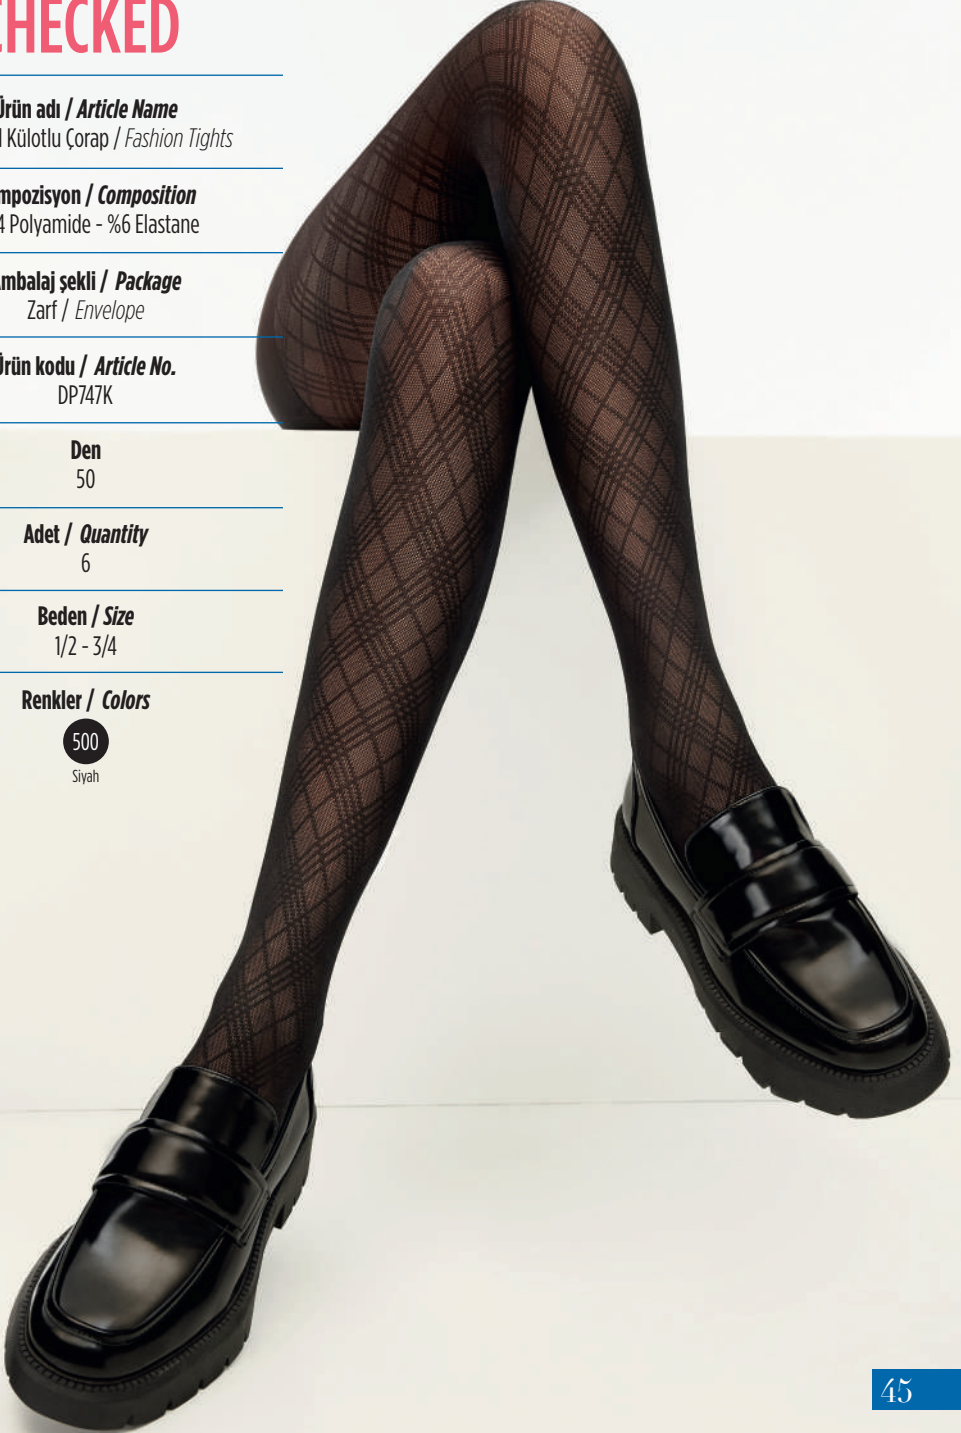 CHECKED
Ürün adı / Article Name
Külotlu Çorap / Fashion Tights
mpozisyon / Composition
4 Polyamide - %6 Elastane
mbalaj şekli / Package
Zarf / Envelope
Ürün kodu / Article No.
DP747K
Den
50
Adet / Quantity
6
Beden / Size
1/2 - 3/4
Renkler / Colors
500
Siyah
45